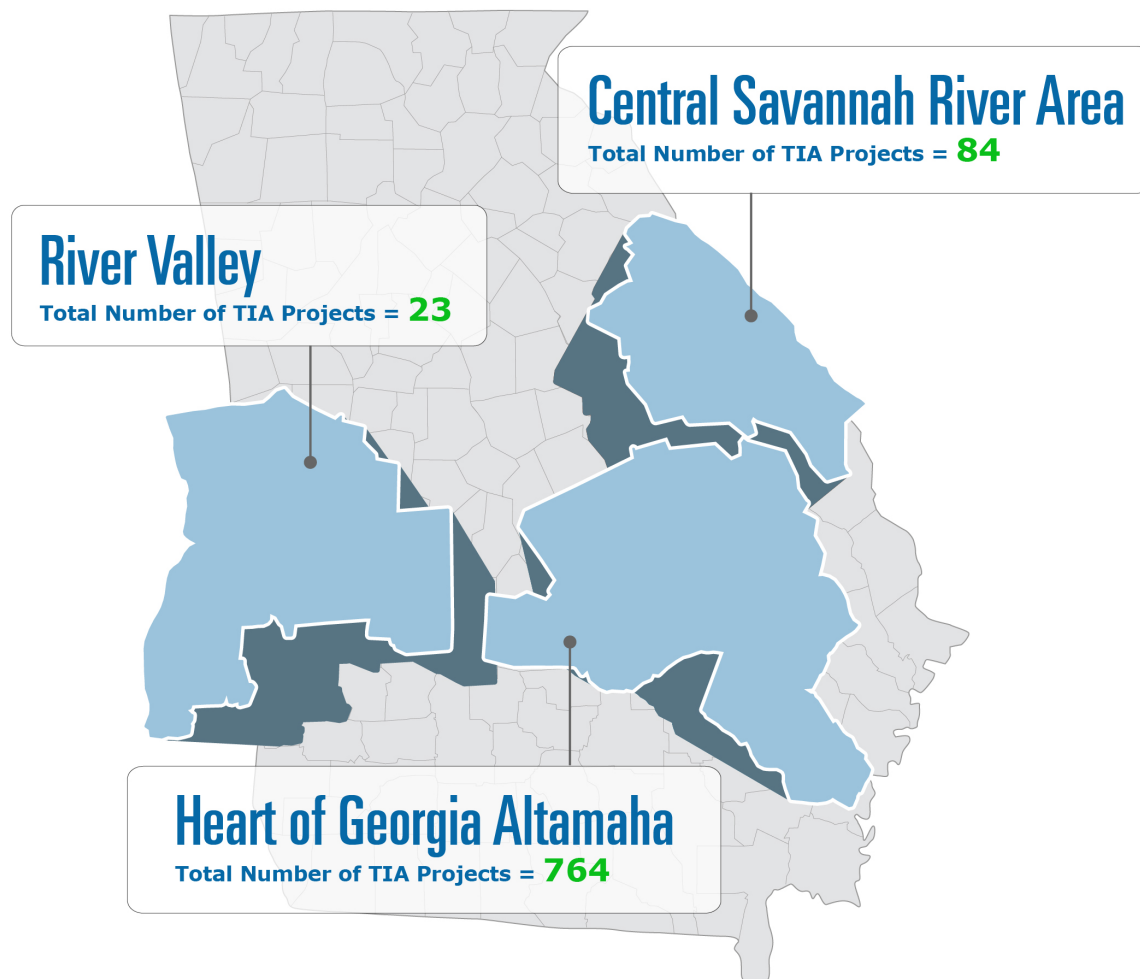 Central Savannah River Area
Total Number of TIA Projects = 84
River Valley
Total Number of TIA Projects = 23
Heart of Georgia Altamaha
Total Number of TIA Projects = 764